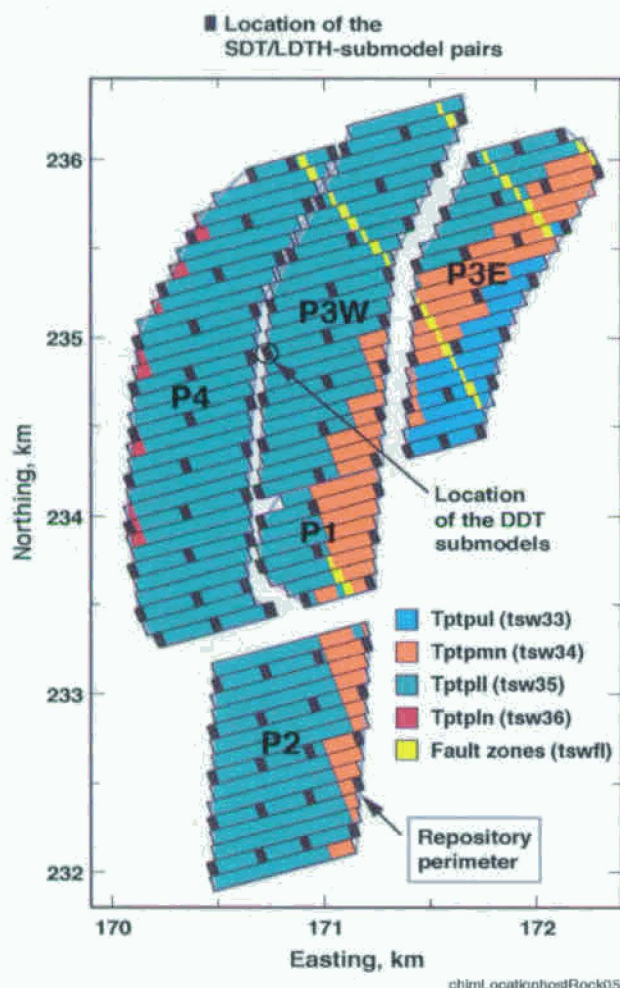 Location of the
SDT/LDTH-submodel pairs
236
235
234
233
232
Northing, km
P4
P3W
P3E
P1
P2
Location
of the DDT
submodels
Tptpul (tsw33)
Tptpmn (tsw34)
Tptpll (tsw35)
Tptpln (tsw36)
Fault zones (tswfl)
Repository
perimeter
170
171
172
Easting, km
chimLocationhostRock05